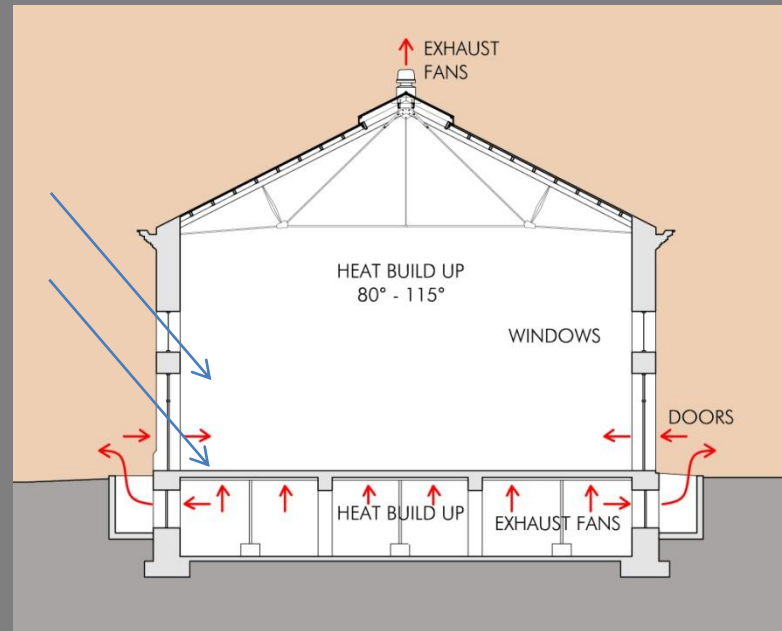 EXHAUST
FANS
HEAT BUILD UP
80° - 115°
WINDOWS
DOORS
HEAT BUILD UP
EXHAUST FANS